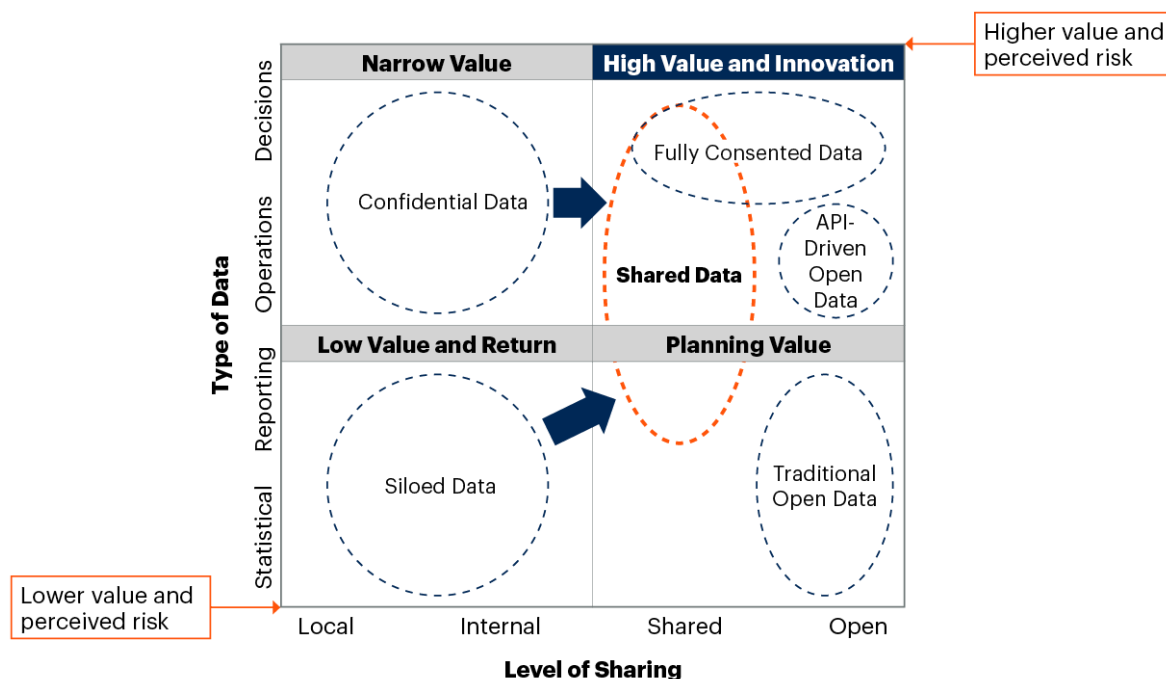 Higher value and
perceived risk
Narrow Value
High Value and Innovation
Decisions
Fully Consented Data
Confidential Data
API-
Driven
Open
Data
Operations
Shared Data
Type of Data
Low Value and Return
Planning Value
Reporting
Siloed Data
Traditional
Open Data
Statistical
Lower value and
perceived risk
Local
Internal
Shared
Open
Level of Sharing